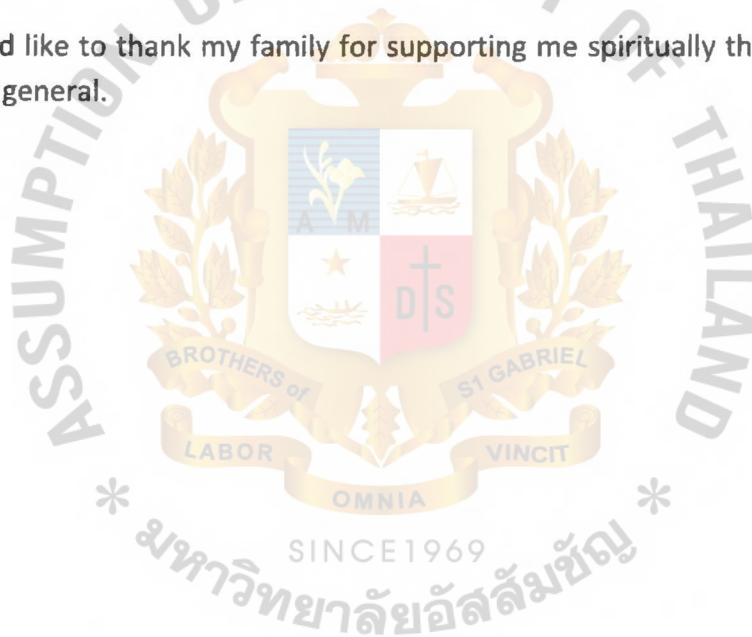 d like to thank my family for supporting me spiritually th
general.
ASSUMPTION
OF THAILAND
A M
D S
BROTHERS of
S1 GABRIEL
LABOR
VINCIT
OMNIA
SINCE1969
มหาวิทยาลัยอัสสัมชัญ